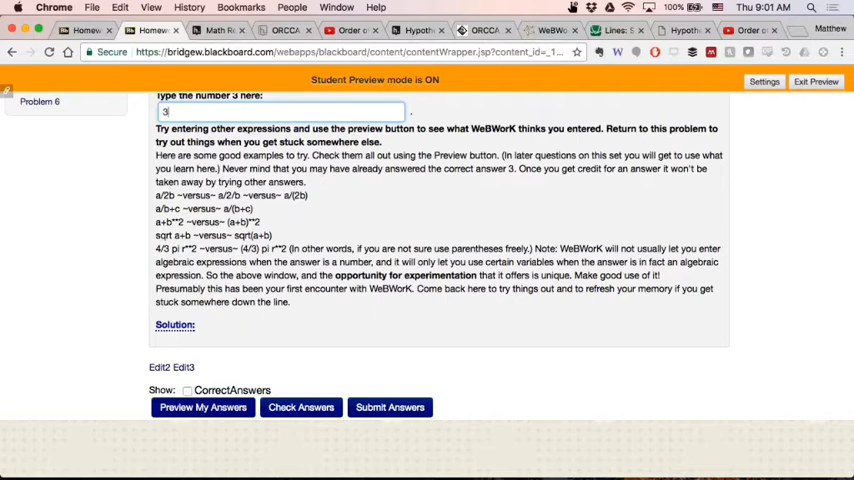 Chrome File Edit View History Bookmarks People Window Help 100% Thu 9:01 AM
Homew Homew Math R ORCCA Order of Hypoth ORCCA WeBWo Lines: S Hypoth Order of Matthew
Secure https://bridgew.blackboard.com/webapps/blackboard/content/contentWrapper.jsp?content_id=_1...
Student Preview mode is ON Settings Exit Preview
Problem 6
Type the number 3 here:
3
.
Try entering other expressions and use the preview button to see what WeBWorK thinks you entered. Return to this problem to
try out things when you get stuck somewhere else.
Here are some good examples to try. Check them all out using the Preview button. (In later questions on this set you will get to use what
you learn here.) Never mind that you may have already answered the correct answer 3. Once you get credit for an answer it won't be
taken away by trying other answers.
a/2b ~versus~ a/2/b ~versus~ a/(2b)
a/b+c ~versus~ a/(b+c)
a+b**2 ~versus~ (a+b)**2
sqrt a+b ~versus~ sqrt(a+b)
4/3 pi r**2 ~versus~ (4/3) pi r**2 (In other words, if you are not sure use parentheses freely.) Note: WeBWorK will not usually let you enter
algebraic expressions when the answer is a number, and it will only let you use certain variables when the answer is in fact an algebraic
expression. So the above window, and the opportunity for experimentation that it offers is unique. Make good use of it!
Presumably this has been your first encounter with WeBWorK. Come back here to try things out and to refresh your memory if you get
stuck somewhere down the line.
Solution:
Edit2 Edit3
Show: CorrectAnswers
Preview My Answers Check Answers Submit Answers